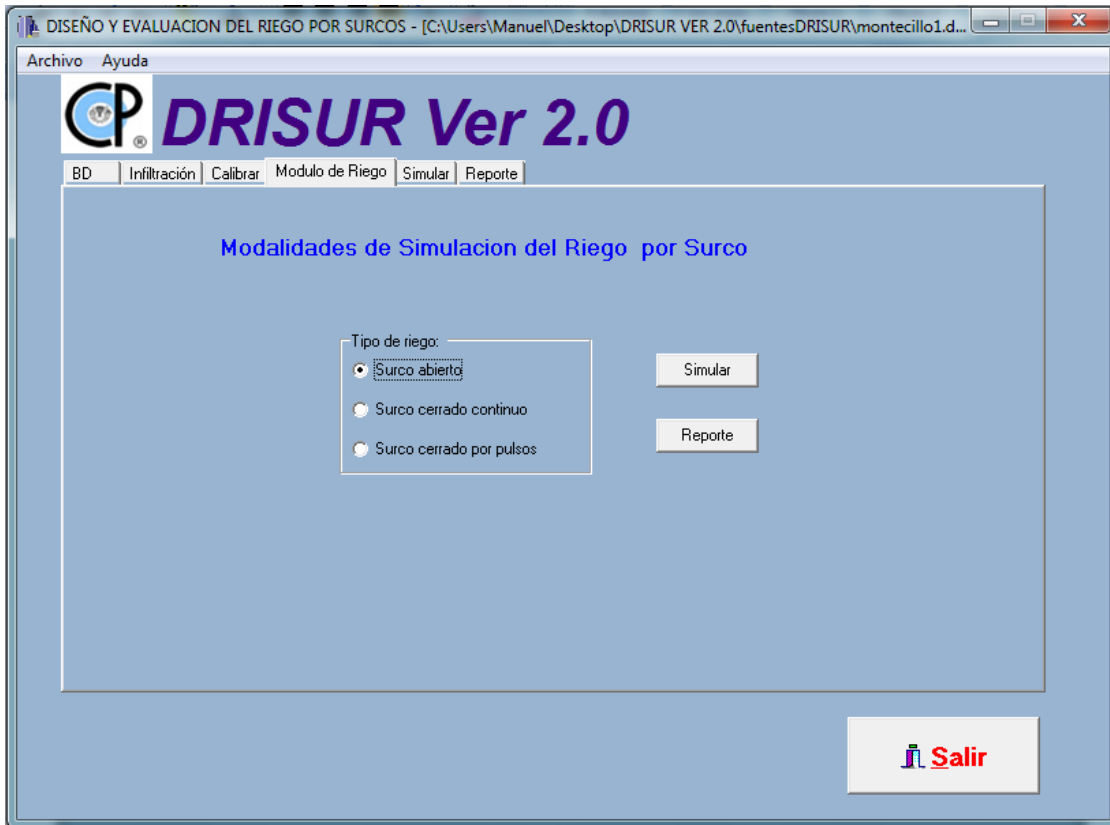 DISEÑO Y EVALUACION DEL RIEGO POR SURCOS - [C:\Users\Manuel\Desktop\DRISUR VER 2.0\fuentesDRISUR\montecillo1.d...
Archivo Ayuda
CP ® DRISUR Ver 2.0
BD Infiltración Calibrar Modulo de Riego Simular Reporte
Modalidades de Simulacion del Riego por Surco
Tipo de riego:
Surco abierto Simular
Surco cerrado continuo
Reporte
Surco cerrado por pulsos
Salir